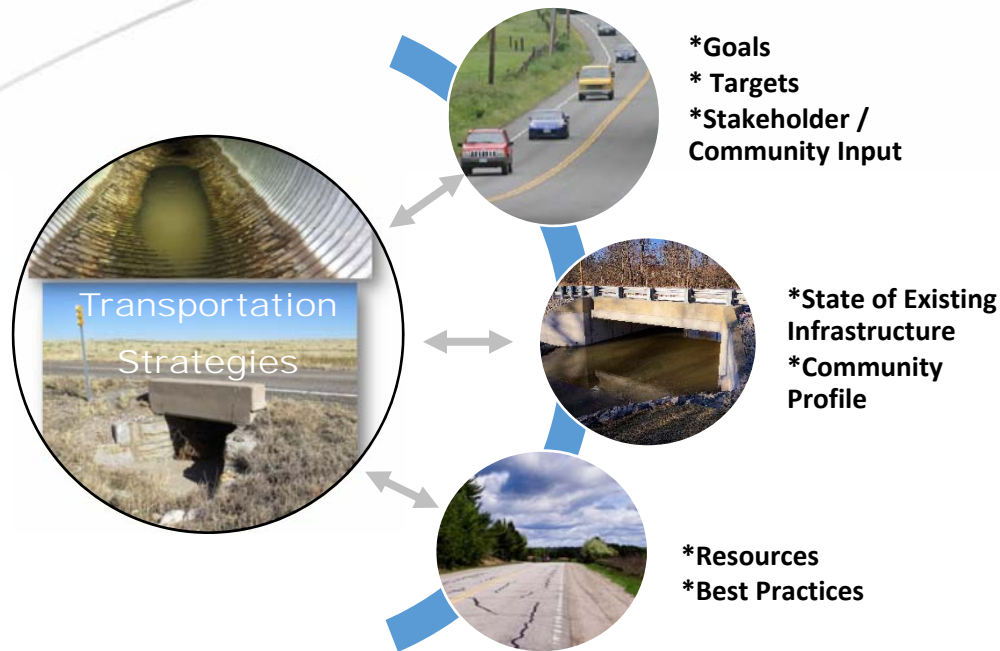 *Goals
* Targets
*Stakeholder /
Community Input
Transportation
Strategies
*State of Existing
Infrastructure
*Community
Profile
*Resources
*Best Practices